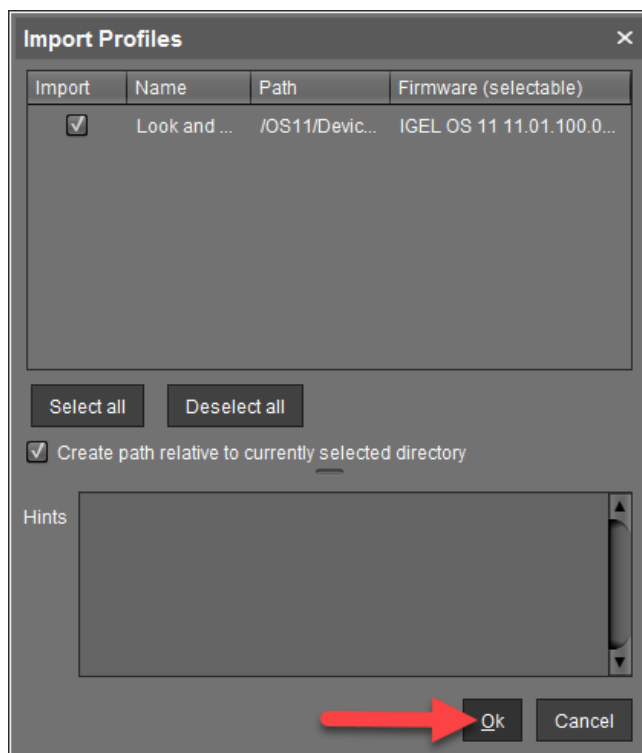 Import Profiles
Import Name Path Firmware (selectable)
Look and ... /OS11/Devic... IGEL OS 11 11.01.100.0...
Select all Deselect all
Create path relative to currently selected directory
Hints
Ok Cancel